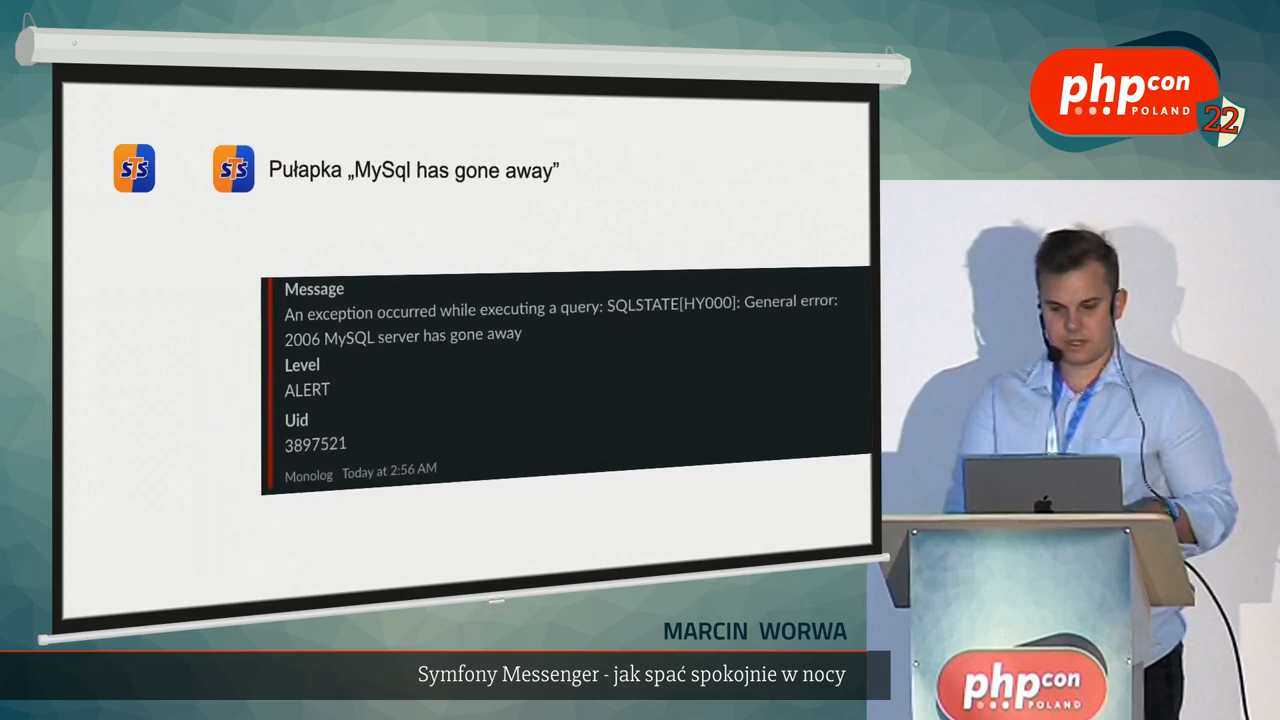 php con
POLAND
22
STS
STS
Pułapka „MySql has gone away”
Message
An exception occurred while executing a query: SQLSTATE[HY000]: General error:
2006 MySQL server has gone away
Level
ALERT
Uid
3897521
Monolog Today at 2:56 AM
MARCIN WORWA
Symfony Messenger - jak spać spokojnie w nocy
php con
POLAND